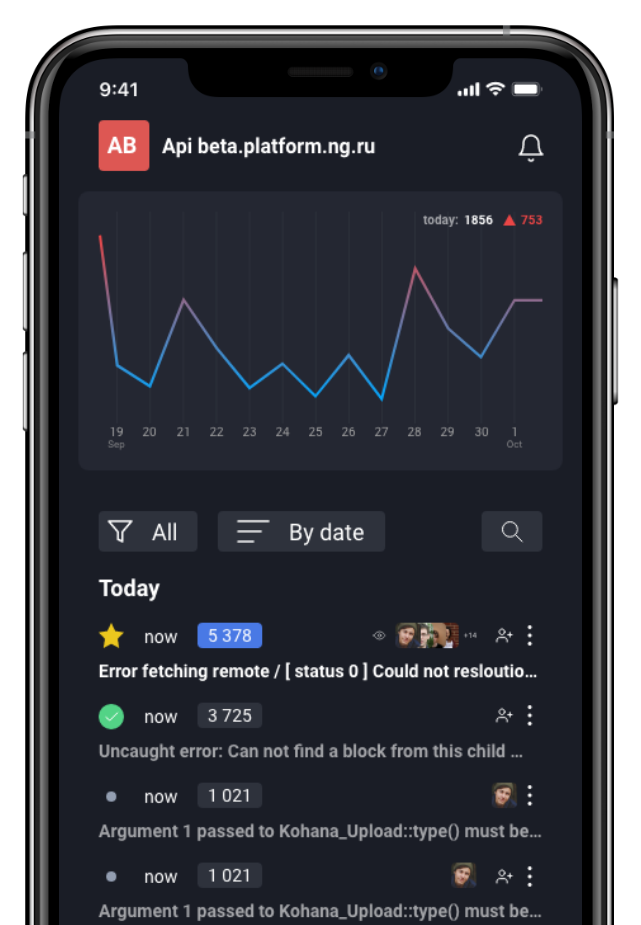 9:41
AB Api beta.platform.ng.ru
today: 1856 753
19 20 21 22 23 24 25 26 27 28 29 30 1
Sep Oct
All By date
Today
now 5 378 +14
Error fetching remote / [ status 0 ] Could not resloutio...
now 3 725
Uncaught error: Can not find a block from this child ...
now 1 021
Argument 1 passed to Kohana_Upload::type() must be...
now 1 021
Argument 1 passed to Kohana_Upload::type() must be...